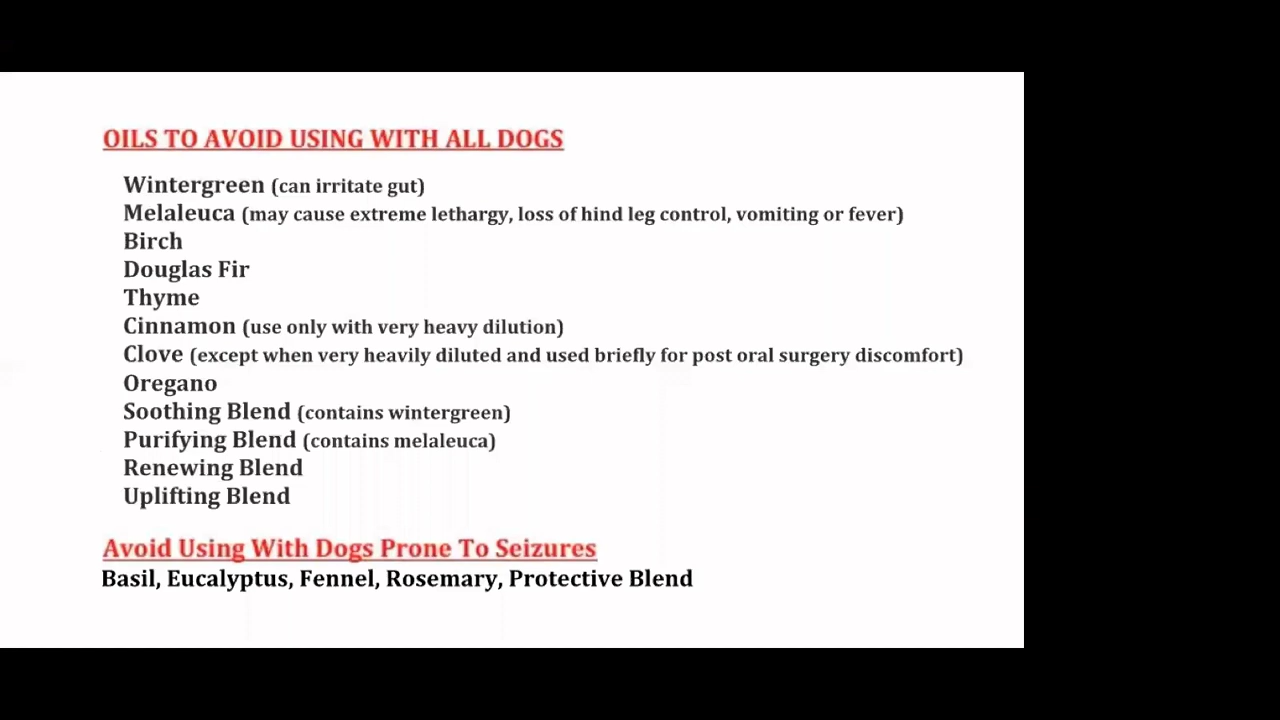 OILS TO AVOID USING WITH ALL DOGS
Wintergreen (can irritate gut)
Melaleuca (may cause extreme lethargy, loss of hind leg control, vomiting or fever)
Birch
Douglas Fir
Thyme
Cinnamon (use only with very heavy dilution)
Clove (except when very heavily diluted and used briefly for post oral surgery discomfort)
Oregano
Soothing Blend (contains wintergreen)
Purifying Blend (contains melaleuca)
Renewing Blend
Uplifting Blend
Avoid Using With Dogs Prone To Seizures
Basil, Eucalyptus, Fennel, Rosemary, Protective Blend